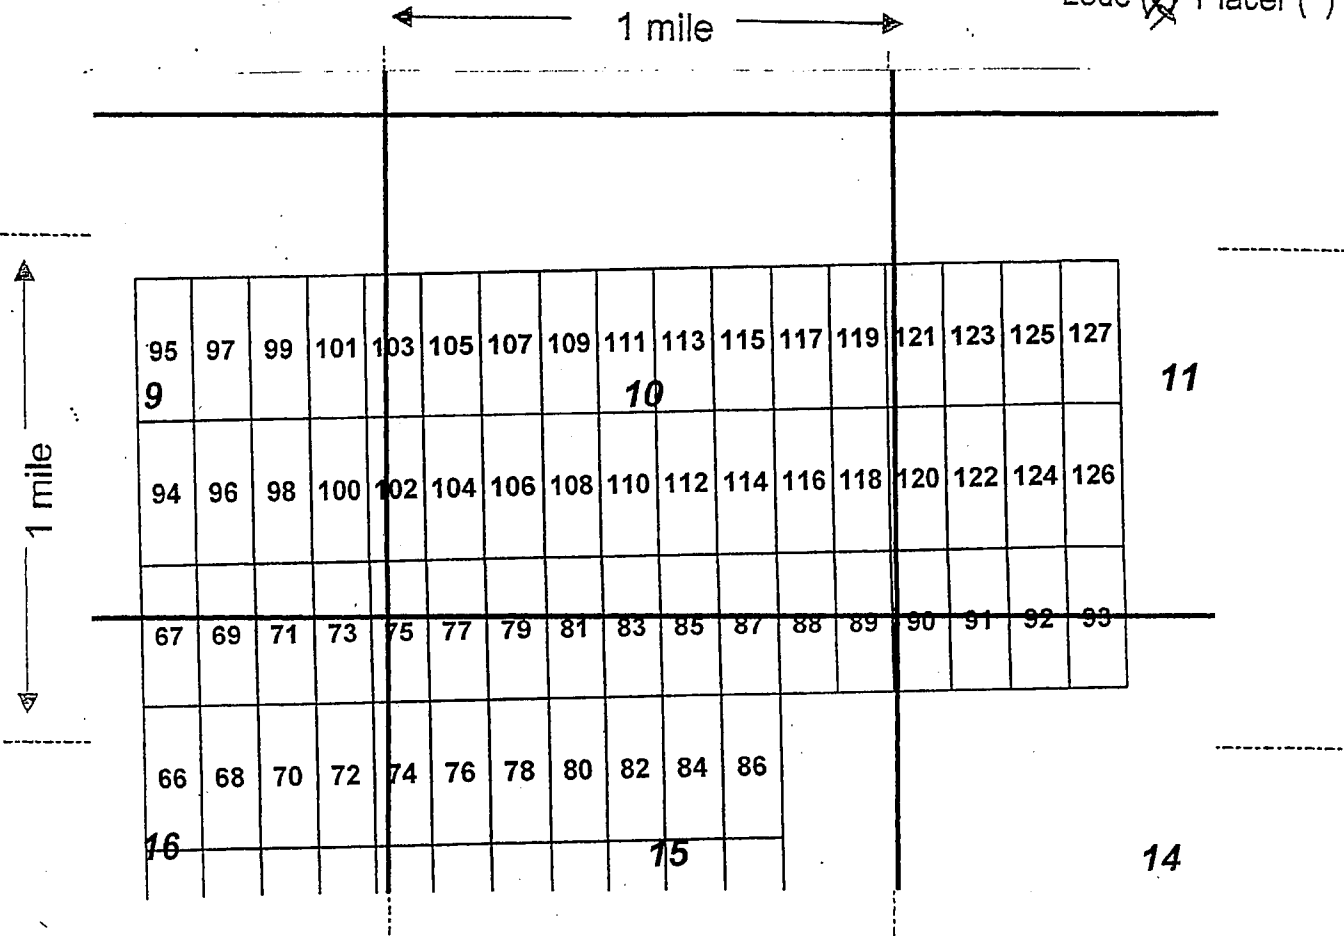 Lode (X) Placer ( )
1 mile
95 97 99 101 103 105 107 109 111 113 115 117 119 121 123 125 127
9 10 11
1 mile
94 96 98 100 102 104 106 108 110 112 114 116 118 120 122 124 126
67 69 71 73 75 77 79 81 83 85 87 88 89 90 91 92 93
66 68 70 72 74 76 78 80 82 84 86
16 15 14